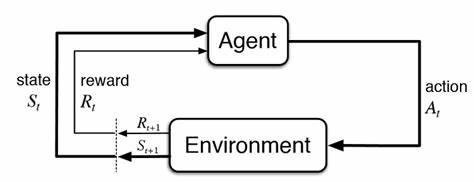 Agent
state
S_t
reward
R_t
action
A_t
R_{t+1}
S_{t+1}
Environment